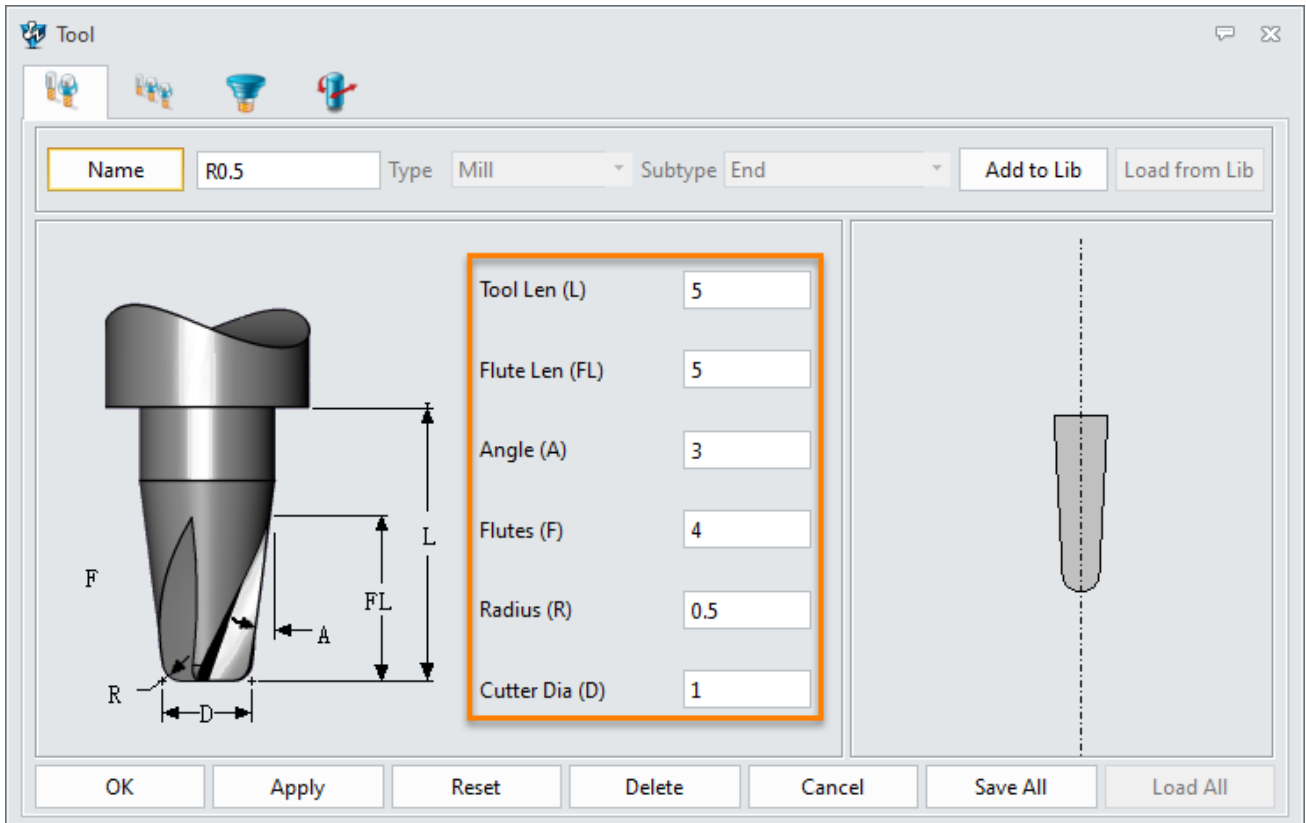 Tool
Name R0.5 Type Mill Subtype End Add to Lib Load from Lib
Tool Len (L) 5
Flute Len (FL) 5
Angle (A) 3
Flutes (F) 4
Radius (R) 0.5
Cutter Dia (D) 1
L
F
FL
A
R
D
OK Apply Reset Delete Cancel Save All Load All